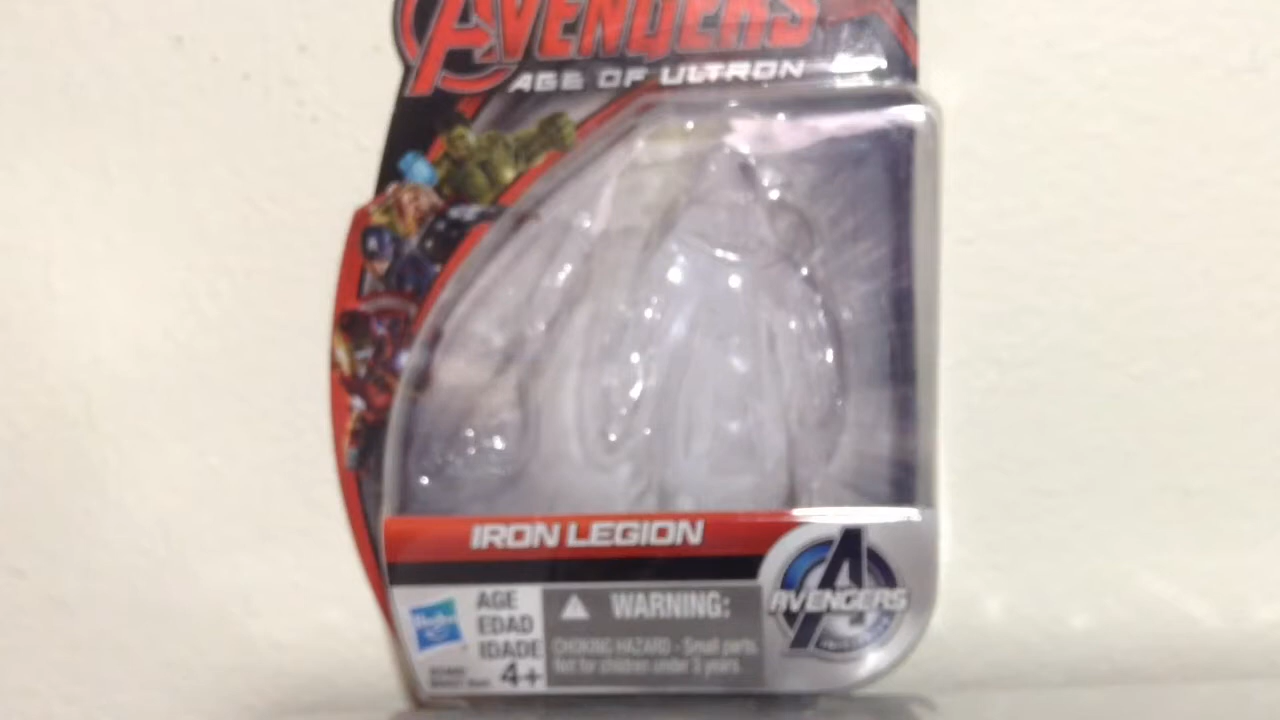 AVENGERS
AGE OF ULTRON
IRON LEGION
AVENGERS
Hasbro
AGE
EDAD
IDADE
4+
WARNING:
CHOKING HAZARD - Small parts.
Not for children under 3 years.